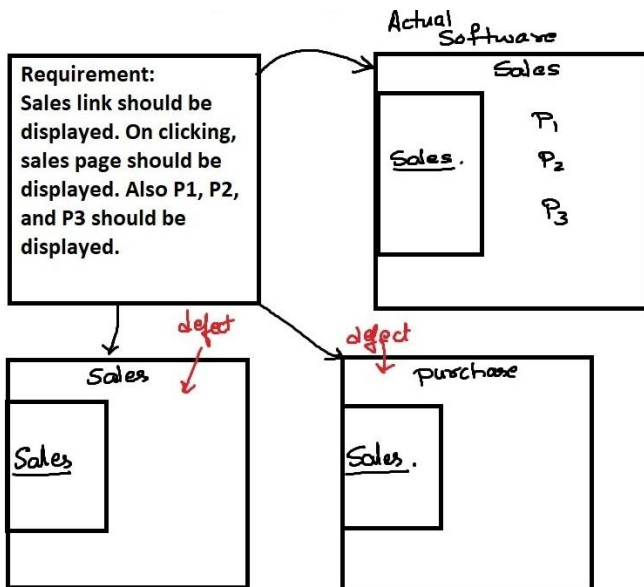 Actual
Software
Requirement:
Sales link should be
displayed. On clicking,
sales page should be
displayed. Also P1, P2,
and P3 should be
displayed.
Sales
Sales.
P1
P2
P3
defect
Sales
Sales
defect
purchase
Sales.